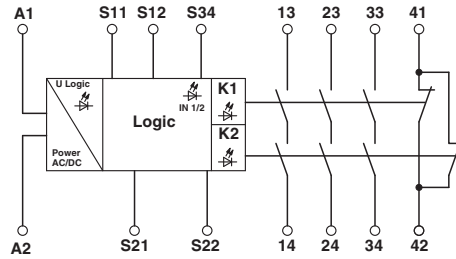 A1 S11 S12 S34 13 23 33 41
U Logic
IN 1/2
K1
Logic
K2
Power
AC/DC
A2 S21 S22 14 24 34 42